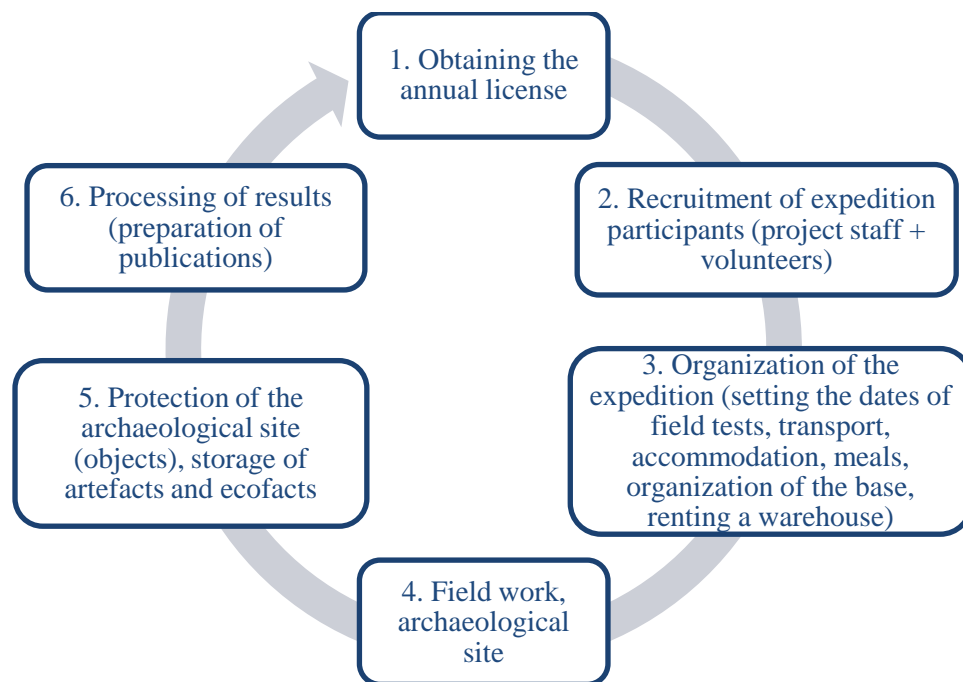 1. Obtaining the
annual license
2. Recruitment of expedition
participants (project staff +
volunteers)
3. Organization of the
expedition (setting the dates of
field tests, transport,
accommodation, meals,
organization of the base,
renting a warehouse)
4. Field work,
archaeological
site
5. Protection of the
archaeological site
(objects), storage of
artefacts and ecofacts
6. Processing of results
(preparation of
publications)